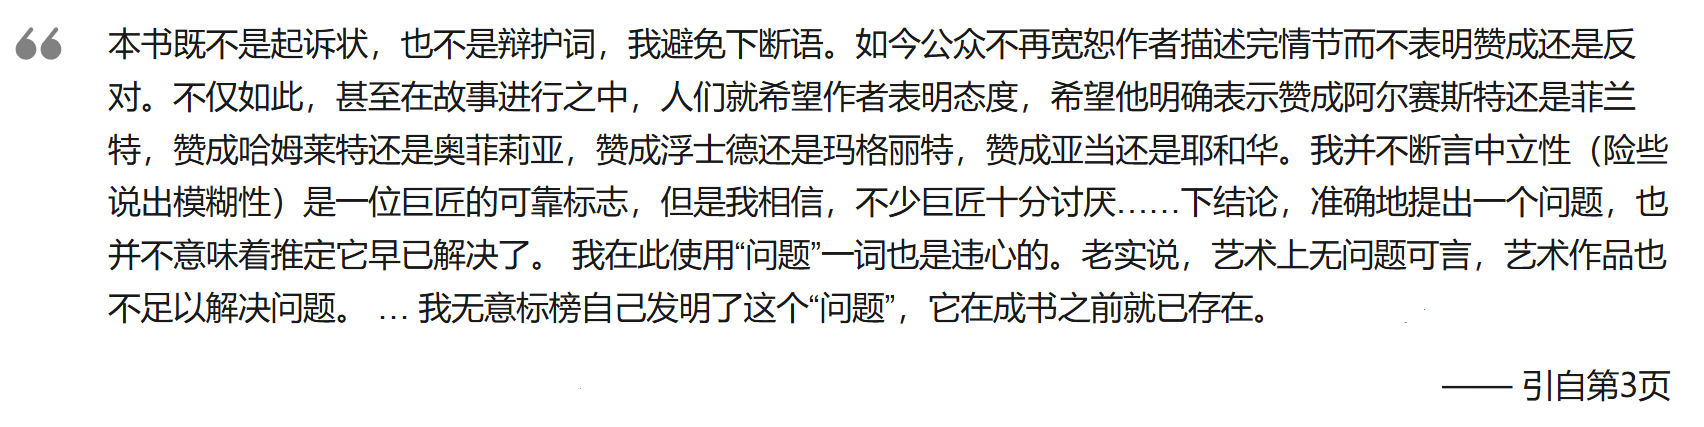 本书既不是起诉状，也不是辩护词，我避免下断语。如今公众不再宽恕作者描述完情节而不表明赞成还是反
对。不仅如此，甚至在故事进行之中，人们就希望作者表明态度，希望他明确表示赞成阿尔赛斯特还是菲兰
特，赞成哈姆莱特还是奥菲莉亚，赞成浮士德还是玛格丽特，赞成亚当还是耶和华。我并不断言中立性（险些
说出模糊性）是一位巨匠的可靠标志，但是我相信，不少巨匠十分讨厌……下结论，准确地提出一个问题，也
并不意味着推定它早已解决了。 我在此使用“问题”一词也是违心的。老实说，艺术上无问题可言，艺术作品也
不足以解决问题。 … 我无意标榜自己发明了这个“问题”，它在成书之前就已存在。
—— 引自第3页